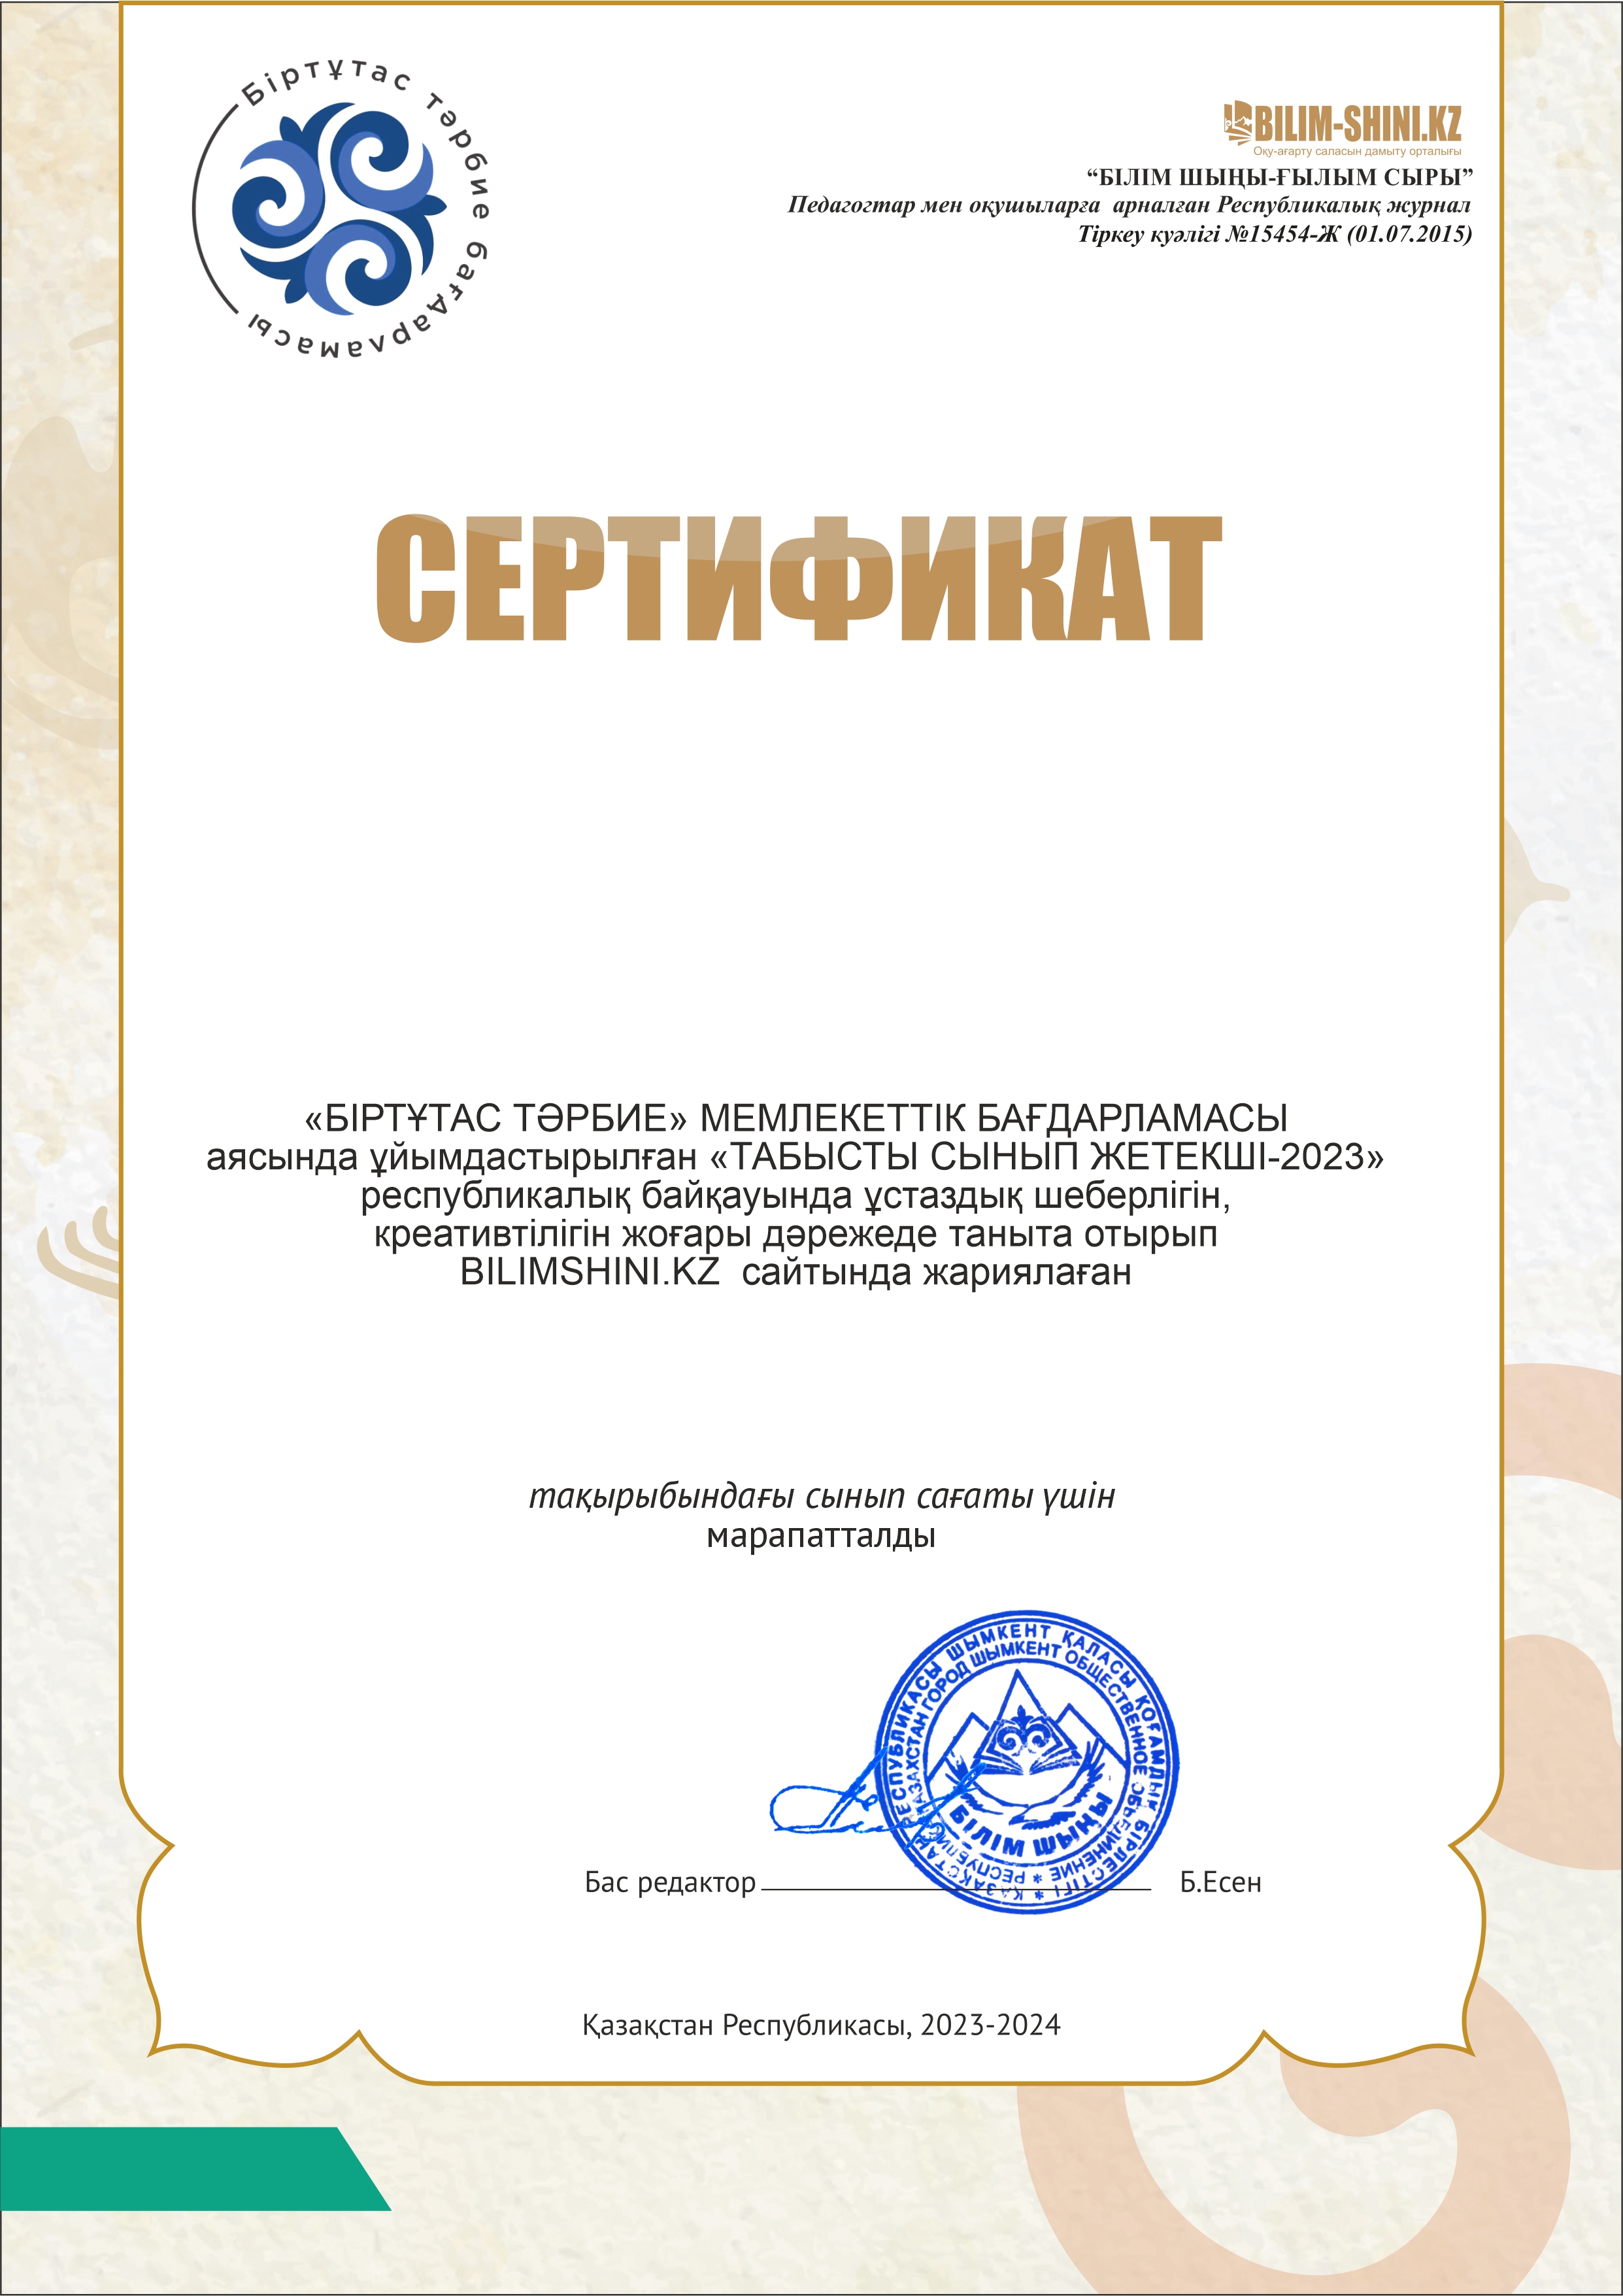 Біртұтас тәрбие бағдарламасы
BILIM-SHINI.KZ
Оқу-ағарту саласын дамыту орталығы
“БІЛІМ ШЫҢЫ-ҒЫЛЫМ СЫРЫ”
Педагогтар мен оқушыларға  арналған Республикалық журнал
Тіркеу куәлігі №15454-Ж (01.07.2015)
СЕРТИФИКАТ
«БІРТҰТАС ТӘРБИЕ» МЕМЛЕКЕТТІК БАҒДАРЛАМАСЫ
аясында ұйымдастырылған «ТАБЫСТЫ СЫНЫП ЖЕТЕКШІ-2023»
республикалық байқауында ұстаздық шеберлігін,
креативтілігін жоғары дәрежеде таныта отырып
BILIMSHINI.KZ  сайтында жариялаған
тақырыбындағы сынып сағаты үшін
марапатталды
ҚАЗАҚСТАН РЕСПУБЛИКАСЫ ШЫМКЕНТ ҚАЛАСЫ ҚОҒАМДЫҚ БІРЛЕСТІГІ *
РЕСПУБЛИКА КАЗАХСТАН ГОРОД ШЫМКЕНТ ОБЩЕСТВЕННОЕ ОБЪЕДИНЕНИЕ *
БІЛІМ ШЫҢЫ
Бас редактор Б.Есен
Қазақстан Республикасы, 2023-2024